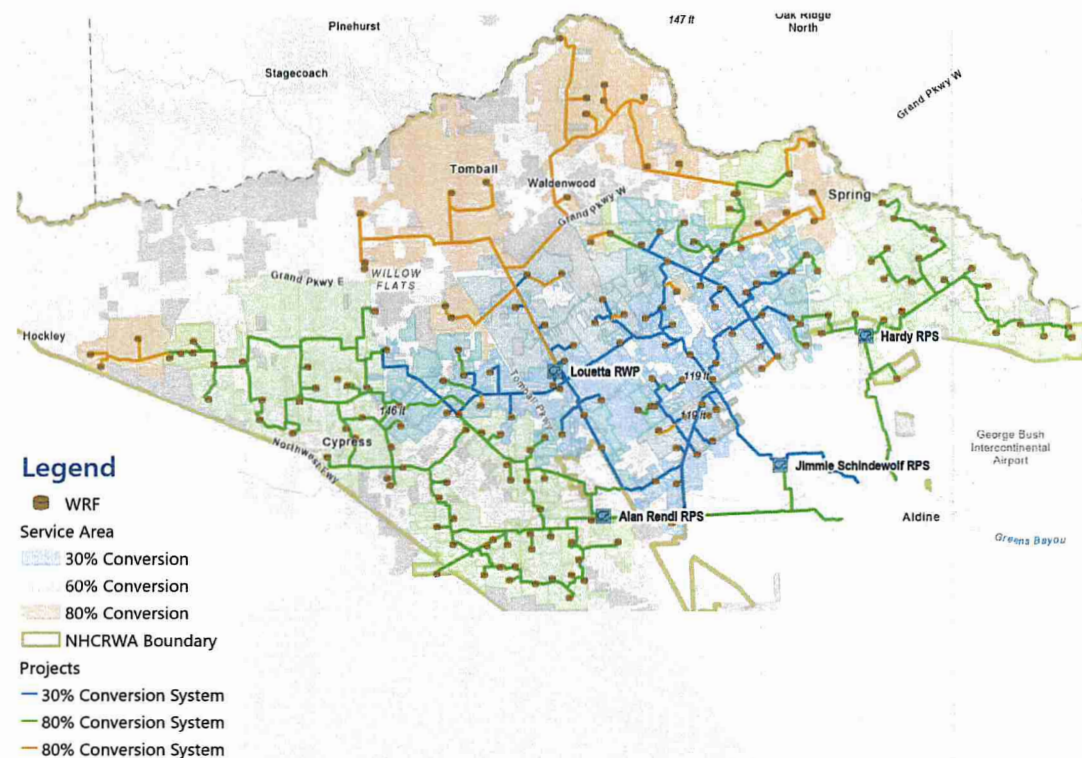 147 ft
Oak Ridge
North
Pinehurst
Stagecoach
Grand Pkwy W
Tomball
Waldenwood
Grand Pkwy W
Spring
Grand Pkwy E
WILLOW
FLATS
Hockley
Hardy RPS
Louetta RWP
119 ft
Tomball Pkwy
146 ft
119 ft
Cypress
Northwest Fwy
George Bush
Intercontinental
Airport
Jimmie Schindewolf RPS
Alan Rendl RPS
Aldine
Greens Bayou
Legend
WRF
Service Area
30% Conversion
60% Conversion
80% Conversion
NHCRWA Boundary
Projects
30% Conversion System
80% Conversion System
80% Conversion System